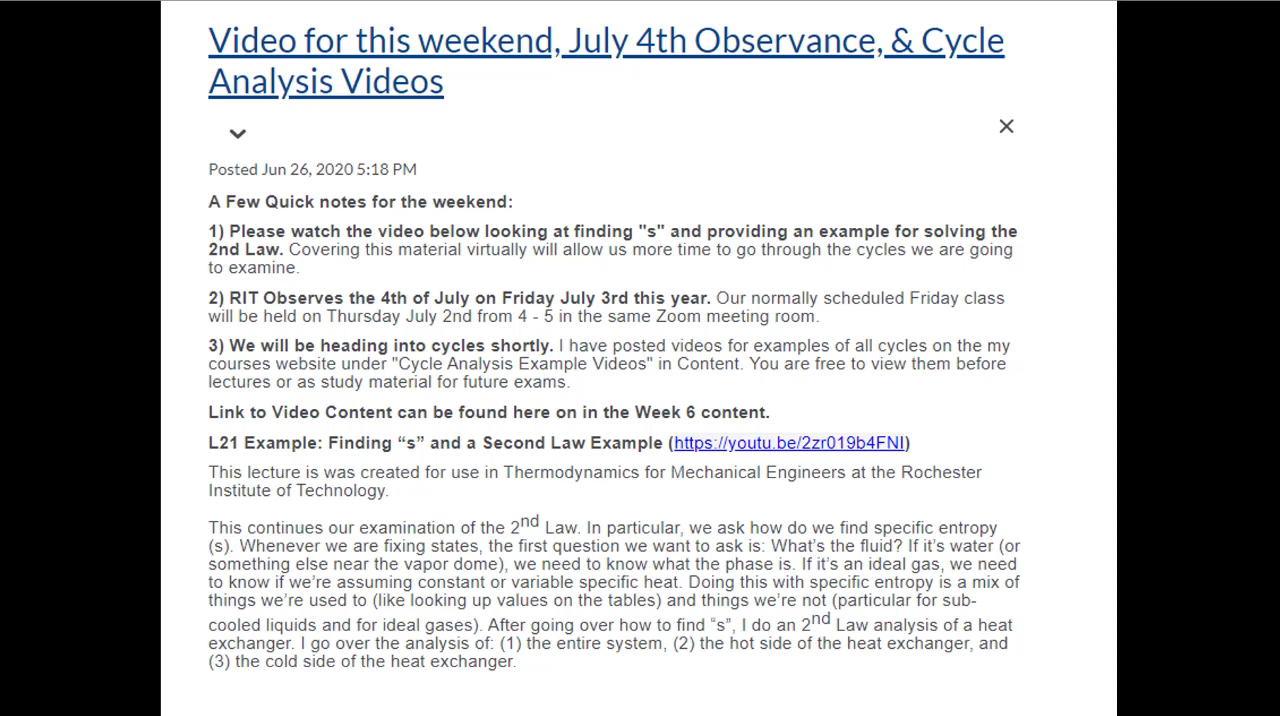 Video for this weekend, July 4th Observance, & Cycle
Analysis Videos
Posted Jun 26, 2020 5:18 PM
A Few Quick notes for the weekend:
1) Please watch the video below looking at finding "s" and providing an example for solving the
2nd Law. Covering this material virtually will allow us more time to go through the cycles we are going
to examine.
2) RIT Observes the 4th of July on Friday July 3rd this year. Our normally scheduled Friday class
will be held on Thursday July 2nd from 4 - 5 in the same Zoom meeting room.
3) We will be heading into cycles shortly. I have posted videos for examples of all cycles on the my
courses website under "Cycle Analysis Example Videos" in Content. You are free to view them before
lectures or as study material for future exams.
Link to Video Content can be found here on in the Week 6 content.
L21 Example: Finding “s” and a Second Law Example (https://youtu.be/2zr019b4FNI)
This lecture is was created for use in Thermodynamics for Mechanical Engineers at the Rochester
Institute of Technology.
This continues our examination of the 2nd Law. In particular, we ask how do we find specific entropy
(s). Whenever we are fixing states, the first question we want to ask is: What’s the fluid? If it’s water (or
something else near the vapor dome), we need to know what the phase is. If it’s an ideal gas, we need
to know if we’re assuming constant or variable specific heat. Doing this with specific entropy is a mix of
things we’re used to (like looking up values on the tables) and things we’re not (particular for sub-
cooled liquids and for ideal gases). After going over how to find “s”, I do an 2nd Law analysis of a heat
exchanger. I go over the analysis of: (1) the entire system, (2) the hot side of the heat exchanger, and
(3) the cold side of the heat exchanger.